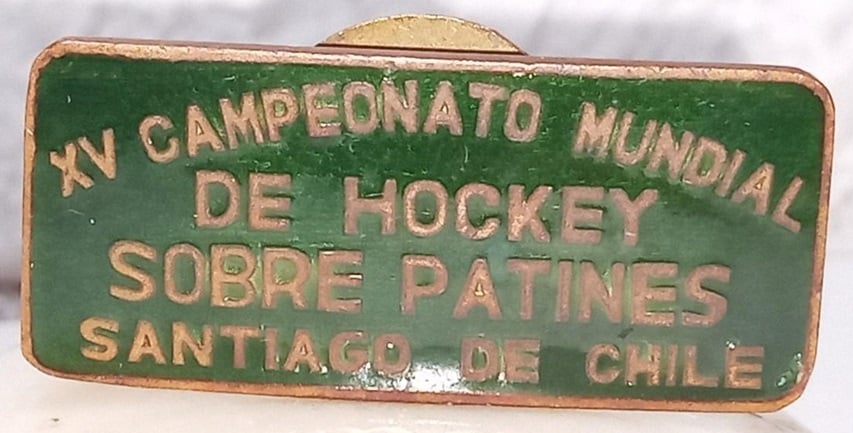 XV CAMPEONATO MUNDIAL
DE HOCKEY
SOBRE PATINES
SANTIAGO DE CHILE